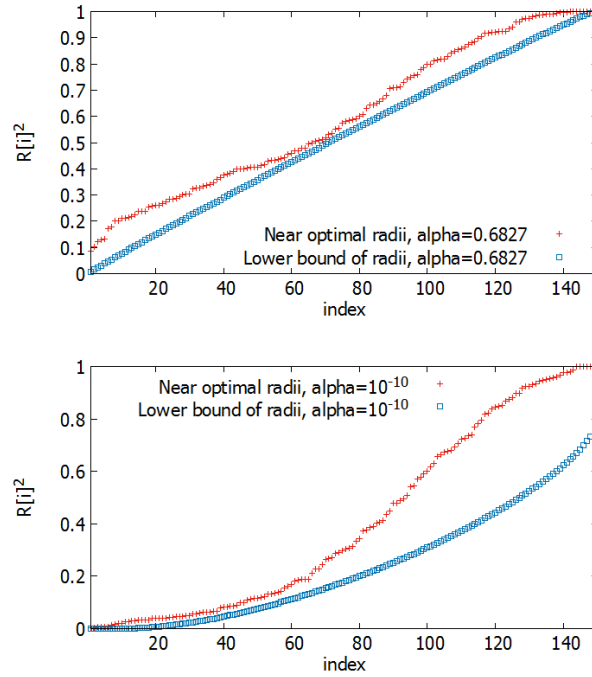 1
0.9
0.8
0.7
0.6
0.5
0.4
0.3
0.2
0.1
0
R[i]²
Near optimal radii, alpha=0.6827
Lower bound of radii, alpha=0.6827
20 40 60 80 100 120 140
index
1
0.8
0.6
0.4
0.2
0
R[i]²
Near optimal radii, alpha=10⁻¹⁰
Lower bound of radii, alpha=10⁻¹⁰
20 40 60 80 100 120 140
index